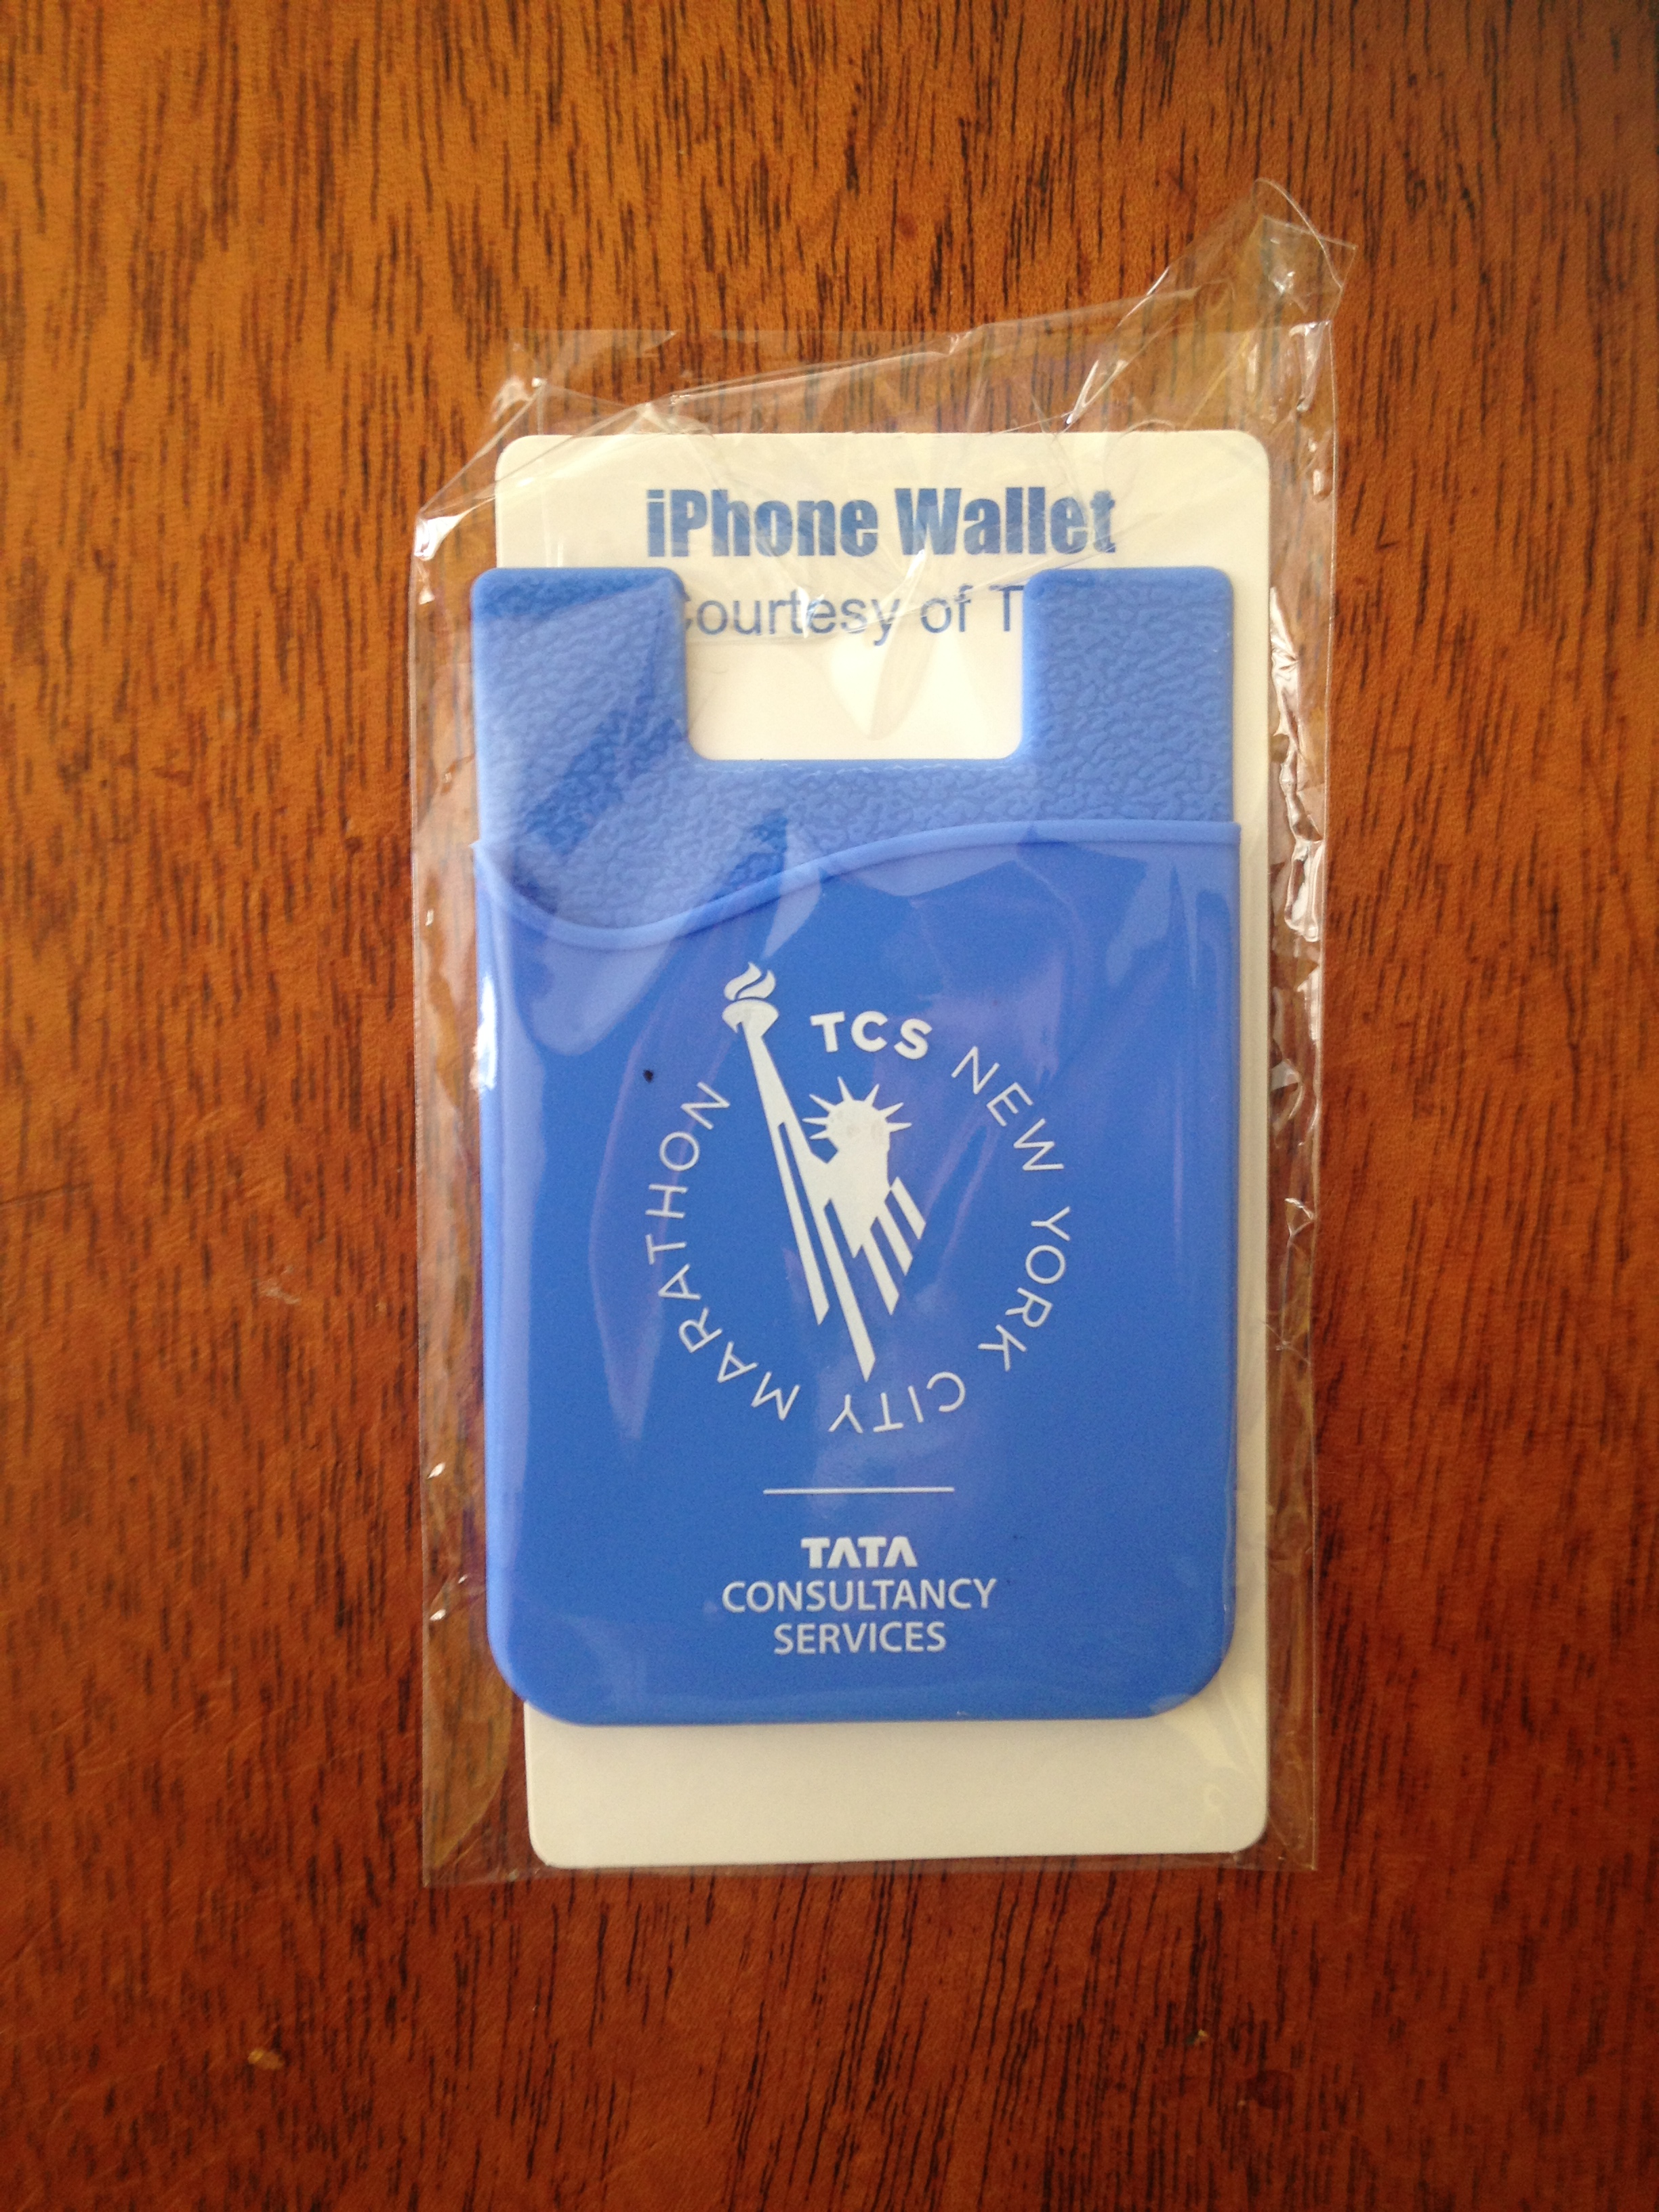 iPhone Wallet
Courtesy of T
TCS NEW YORK CITY MARATHON
TATA
CONSULTANCY
SERVICES